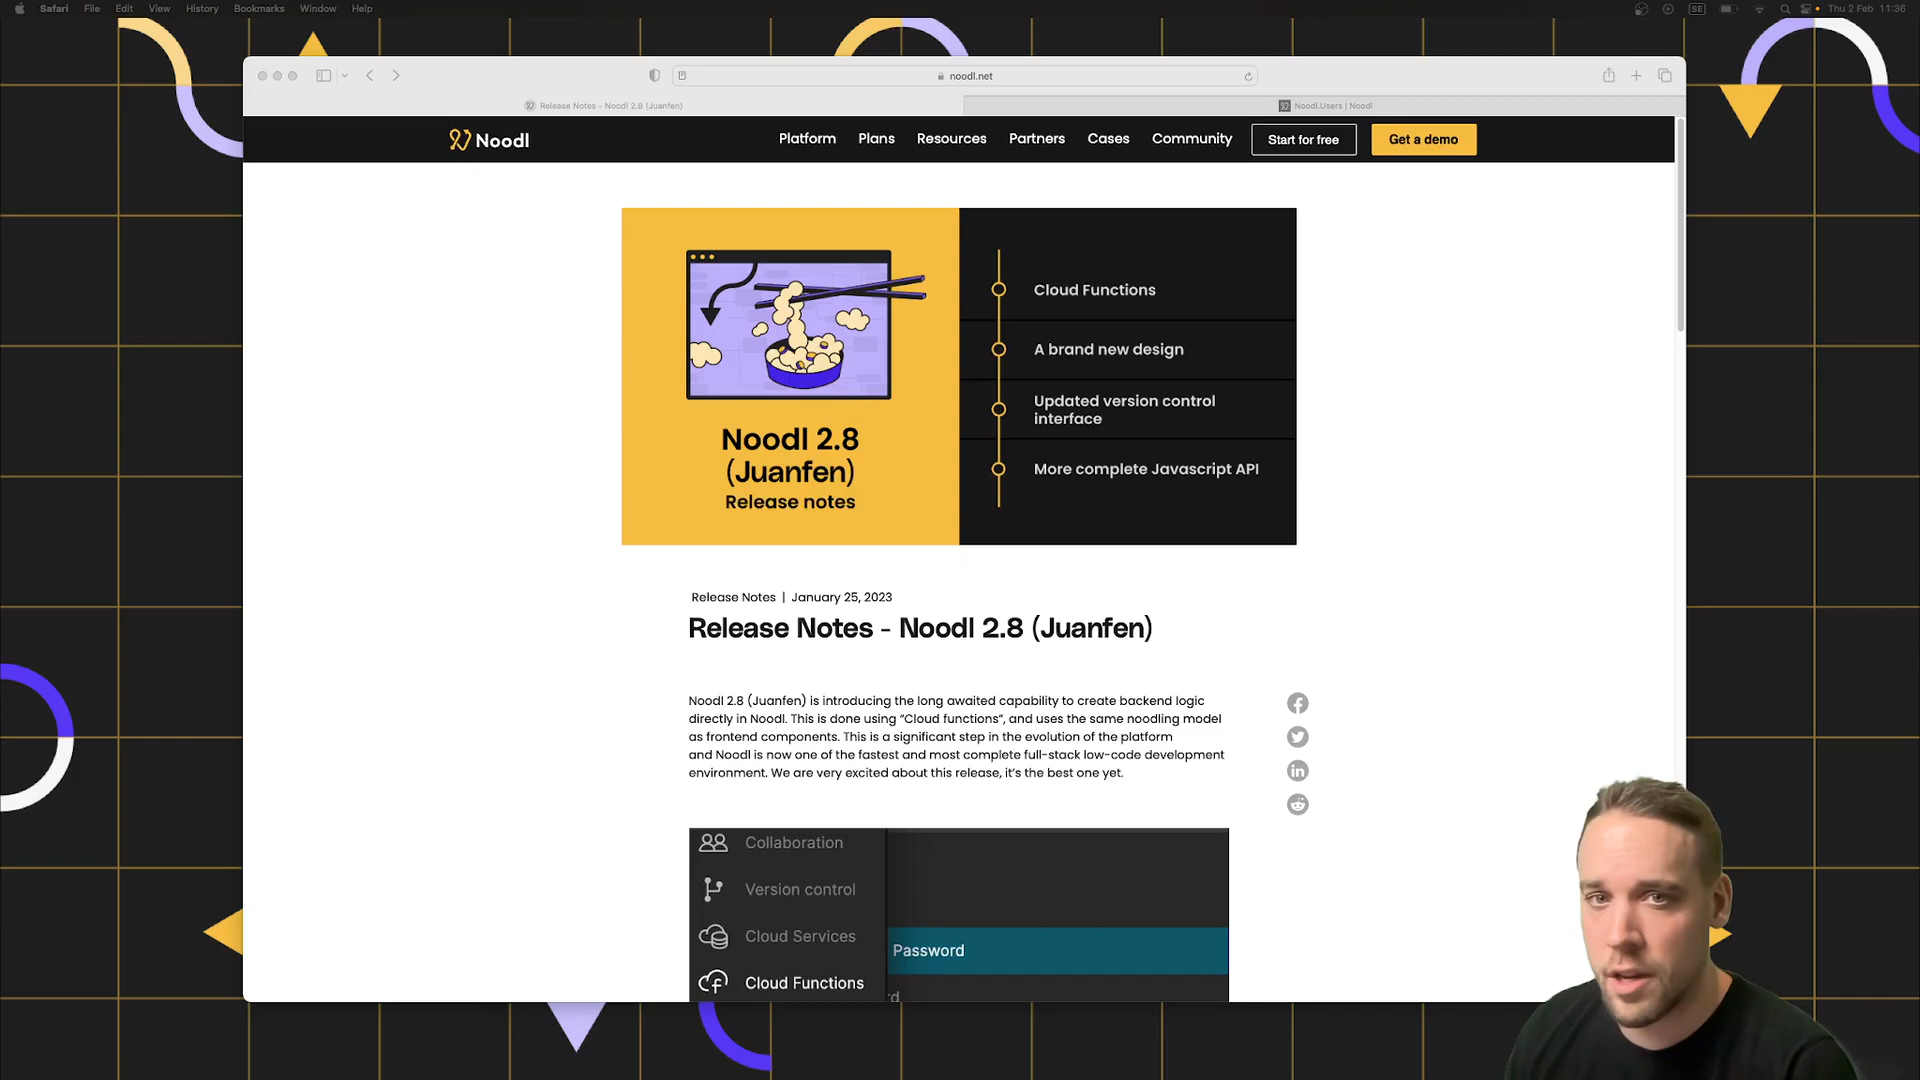 Safari File Edit View History Bookmarks Window Help
SE
Thu 2 Feb 11:36
noodl.net
Release Notes - Noodl 2.8 (Juanfen)
Noodl.Users | Noodl
Noodl
Platform Plans Resources Partners Cases Community Start for free Get a demo
Noodl 2.8
(Juanfen)
Release notes
Cloud Functions
A brand new design
Updated version control
interface
More complete Javascript API
Release Notes | January 25, 2023
Release Notes - Noodl 2.8 (Juanfen)
Noodl 2.8 (Juanfen) is introducing the long awaited capability to create backend logic
directly in Noodl. This is done using “Cloud functions”, and uses the same noodling model
as frontend components. This is a significant step in the evolution of the platform
and Noodl is now one of the fastest and most complete full-stack low-code development
environment. We are very excited about this release, it’s the best one yet.
Collaboration
Version control
Cloud Services
Password
Cloud Functions